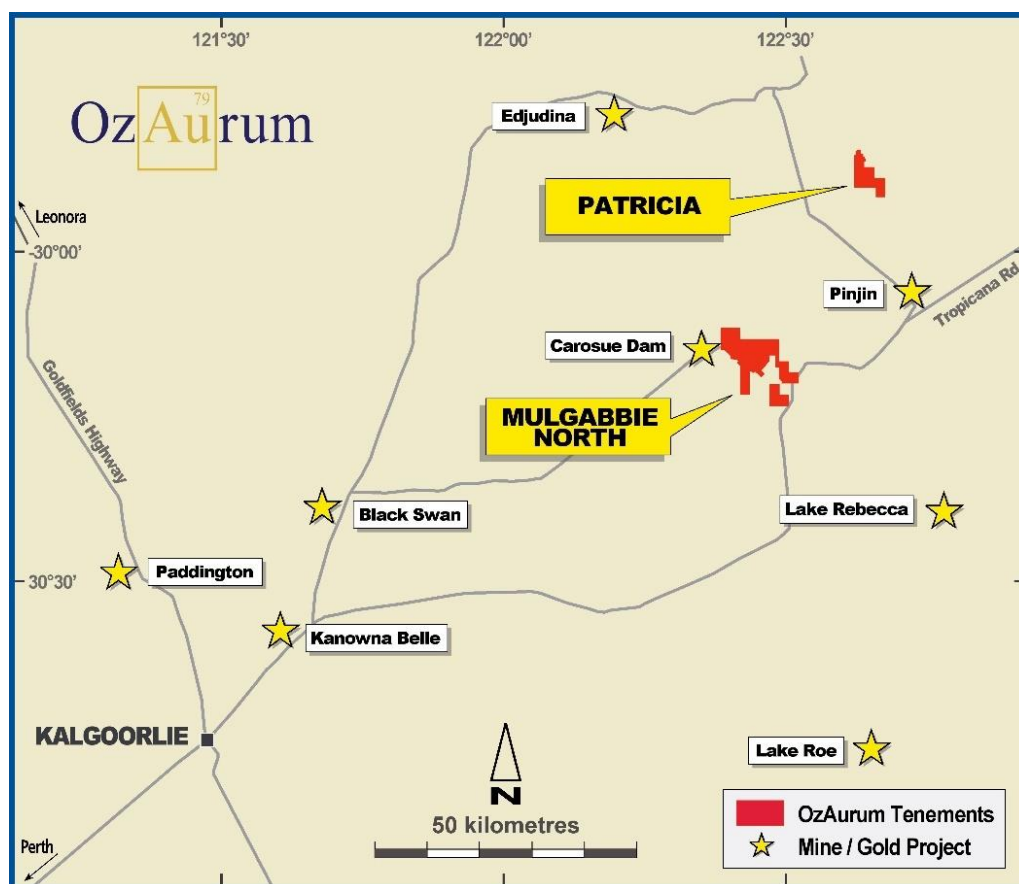 121°30’
122°00’
122°30’
79
OzAurum
Edjudina
PATRICIA
Leonora
-30°00’
Pinjin
Tropicana Rd
Carosue Dam
MULGABBIE
NORTH
Goldfields Highway
Black Swan
Lake Rebecca
Paddington
30°30’
Kanowna Belle
KALGOORLIE
Lake Roe
N
50 kilometres
OzAurum Tenements
Mine / Gold Project
Perth